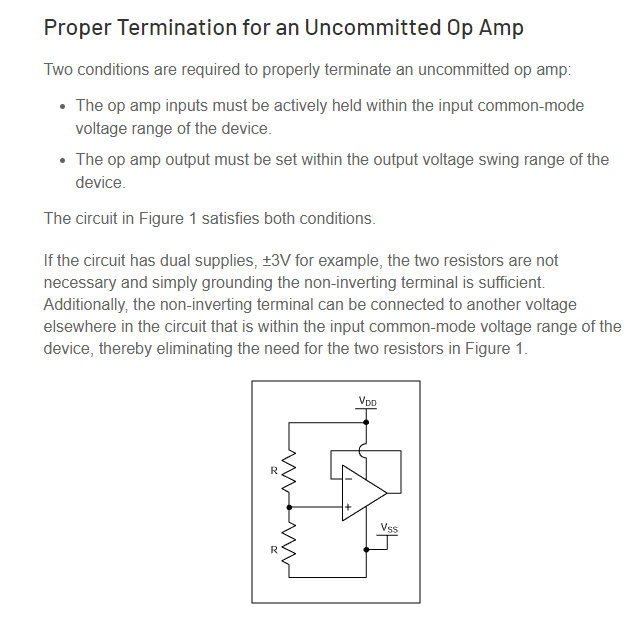 Proper Termination for an Uncommitted Op Amp
Two conditions are required to properly terminate an uncommitted op amp:
• The op amp inputs must be actively held within the input common-mode
voltage range of the device.
• The op amp output must be set within the output voltage swing range of the
device.
The circuit in Figure 1 satisfies both conditions.
If the circuit has dual supplies, ±3V for example, the two resistors are not
necessary and simply grounding the non-inverting terminal is sufficient.
Additionally, the non-inverting terminal can be connected to another voltage
elsewhere in the circuit that is within the input common-mode voltage range of the
device, thereby eliminating the need for the two resistors in Figure 1.
VDD
R
−
+
VSS
R